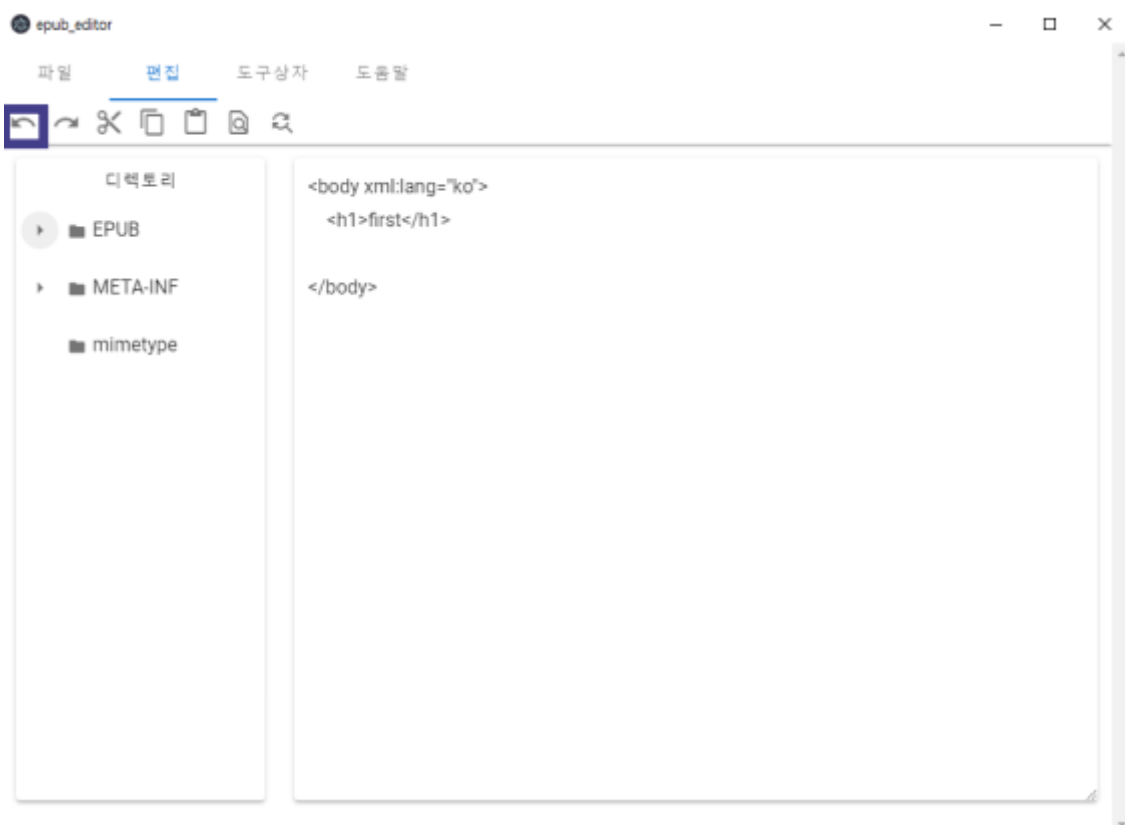 epub_editor
파일 편집 도구상자 도움말
디렉토리
EPUB
META-INF
mimetype
<body xml:lang="ko">
<h1>first</h1>
</body>